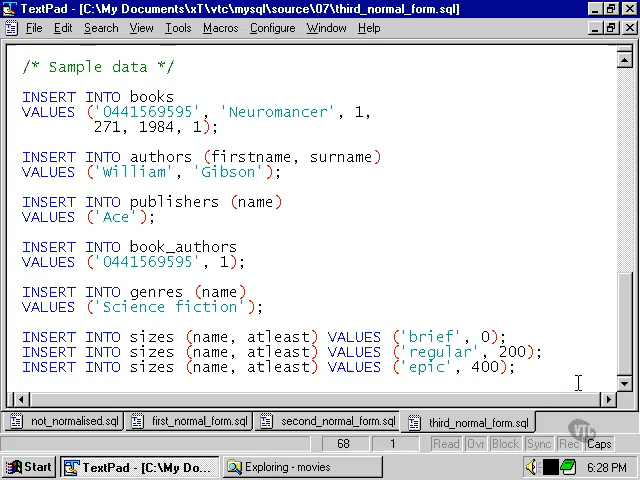 TextPad - [C:\My Documents\xT\vtc\mysql\source\07\third_normal_form.sql]
File Edit Search View Tools Macros Configure Window Help
/* Sample data */
INSERT INTO books
VALUES ('0441569595', 'Neuromancer', 1,
271, 1984, 1);
INSERT INTO authors (firstname, surname)
VALUES ('William', 'Gibson');
INSERT INTO publishers (name)
VALUES ('Ace');
INSERT INTO book_authors
VALUES ('0441569595', 1);
INSERT INTO genres (name)
VALUES ('Science fiction');
INSERT INTO sizes (name, atleast) VALUES ('brief', 0);
INSERT INTO sizes (name, atleast) VALUES ('regular', 200);
INSERT INTO sizes (name, atleast) VALUES ('epic', 400);
not_normalised.sql first_normal_form.sql second_normal_form.sql third_normal_form.sql
VTC
68 1 Read Ovr Block Sync Rec Caps
Start TextPad - [C:\My Do... Exploring - movies 6:28 PM